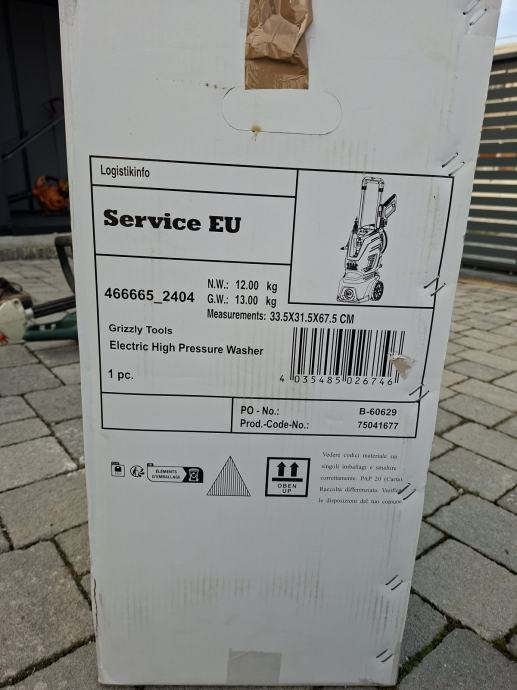 Logistikinfo
Service EU
466665_2404
N.W.: 12.00 kg
G.W.: 13.00 kg
Measurements: 33.5X31.5X67.5 CM
Grizzly Tools
Electric High Pressure Washer
1 pc.
4 035485 026746
PO - No.: B-60629
Prod.-Code-No.: 75041677
ÉLÉMENTS
D'EMBALLAGE
OBEN
UP
Vedere codici materiale sui
singoli imballagi e smaltire
correttamente. PAP 20 (Carta)
Raccolta differenziata.
le disposizioni del tuo comune